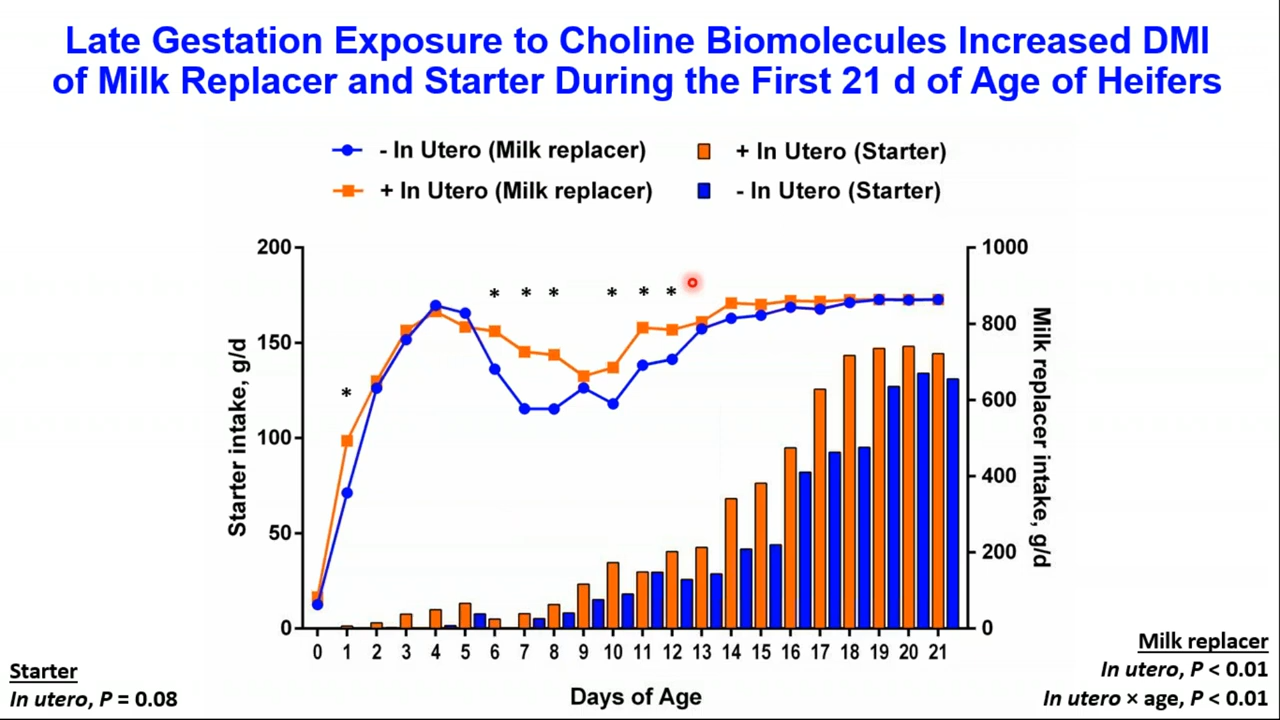 Late Gestation Exposure to Choline Biomolecules Increased DMI
of Milk Replacer and Starter During the First 21 d of Age of Heifers
- In Utero (Milk replacer)
+ In Utero (Starter)
+ In Utero (Milk replacer)
- In Utero (Starter)
200
150
100
50
0
Starter intake, g/d
* * * * * * *
1000
800
600
400
200
0
Milk replacer intake, g/d
0 1 2 3 4 5 6 7 8 9 10 11 12 13 14 15 16 17 18 19 20 21
Days of Age
Starter
In utero, P = 0.08
Milk replacer
In utero, P < 0.01
In utero × age, P < 0.01